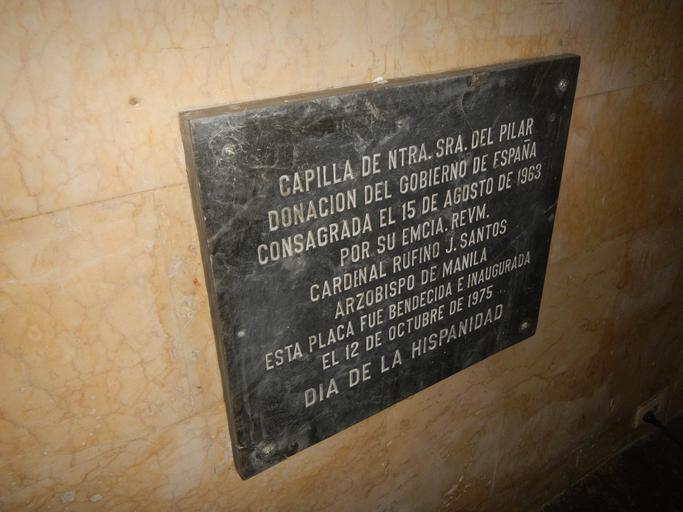 CAPILLA DE NTRA. SRA. DEL PILAR
DONACION DEL GOBIERNO DE ESPAÑA
CONSAGRADA EL 15 DE AGOSTO DE 1963
POR SU EMCIA. REVM.
CARDINAL RUFINO J. SANTOS
ARZOBISPO DE MANILA
ESTA PLACA FUE BENDECIDA E INAUGURADA
EL 12 DE OCTUBRE DE 1975
DIA DE LA HISPANIDAD